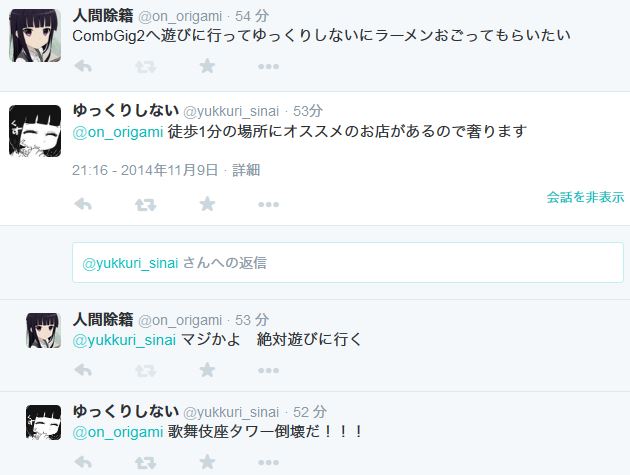 人間除籍 @on_origami · 54 分
CombGig2へ遊びに行ってゆっくりしないにラーメンおごってもらいたい
ゆっくりしない @yukkuri_sinai · 53分
@on_origami 徒歩1分の場所にオススメのお店があるので奢ります
21:16 - 2014年11月9日 · 詳細
会話を非表示
@yukkuri_sinai さんへの返信
人間除籍 @on_origami · 53 分
@yukkuri_sinai マジかよ　絶対遊びに行く
ゆっくりしない @yukkuri_sinai · 52 分
@on_origami 歌舞伎座タワー倒壊だ！！！